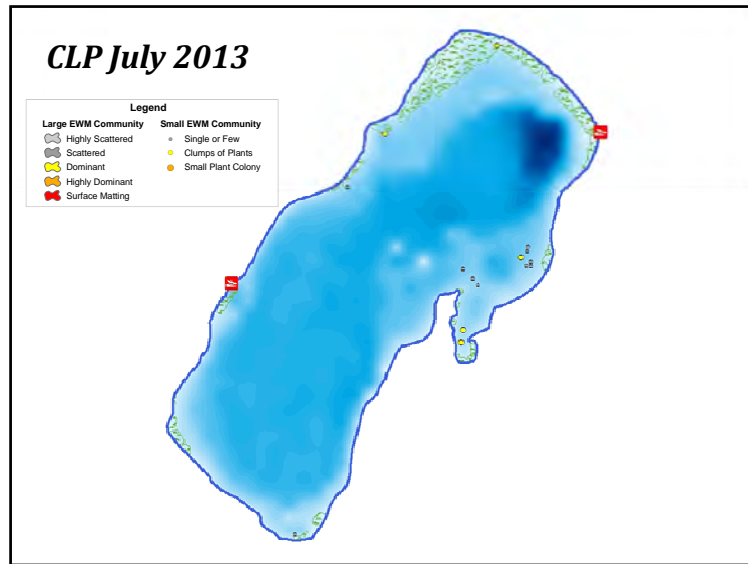 CLP July 2013
Legend
Large EWM Community
Highly Scattered
Scattered
Dominant
Highly Dominant
Surface Matting
Small EWM Community
Single or Few
Clumps of Plants
Small Plant Colony